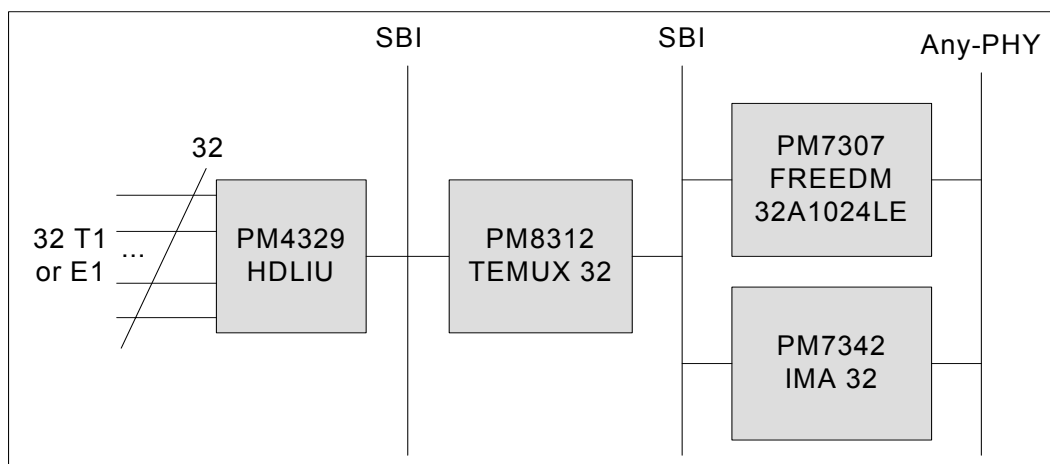 SBI
SBI
Any-PHY
32
32 T1
or E1
...
PM4329
HDLIU
PM8312
TEMUX 32
PM7307
FREEDM
32A1024LE
PM7342
IMA 32